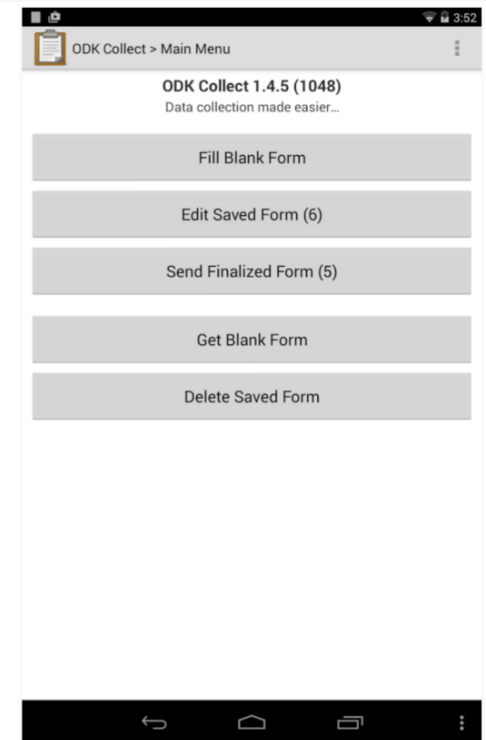 3:52
ODK Collect > Main Menu
ODK Collect 1.4.5 (1048)
Data collection made easier...
Fill Blank Form
Edit Saved Form (6)
Send Finalized Form (5)
Get Blank Form
Delete Saved Form